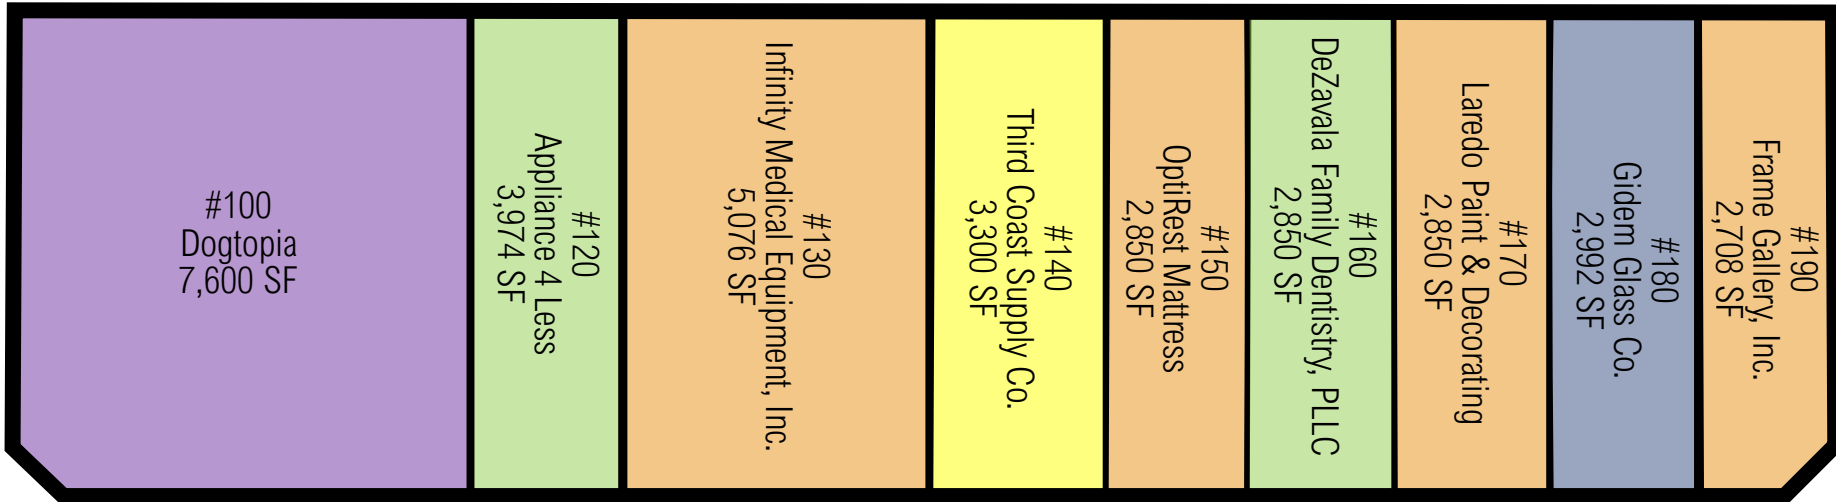 #100
Dogtopia
7,600 SF
#120
Appliance 4 Less
3,974 SF
#130
Infinity Medical Equipment, Inc.
5,076 SF
#140
Third Coast Supply Co.
3,300 SF
#150
OptiRest Mattress
2,850 SF
#160
DeZavala Family Dentistry, PLLC
2,850 SF
#170
Laredo Paint & Decorating
2,850 SF
#180
Gidem Glass Co.
2,992 SF
#190
Frame Gallery, Inc.
2,708 SF